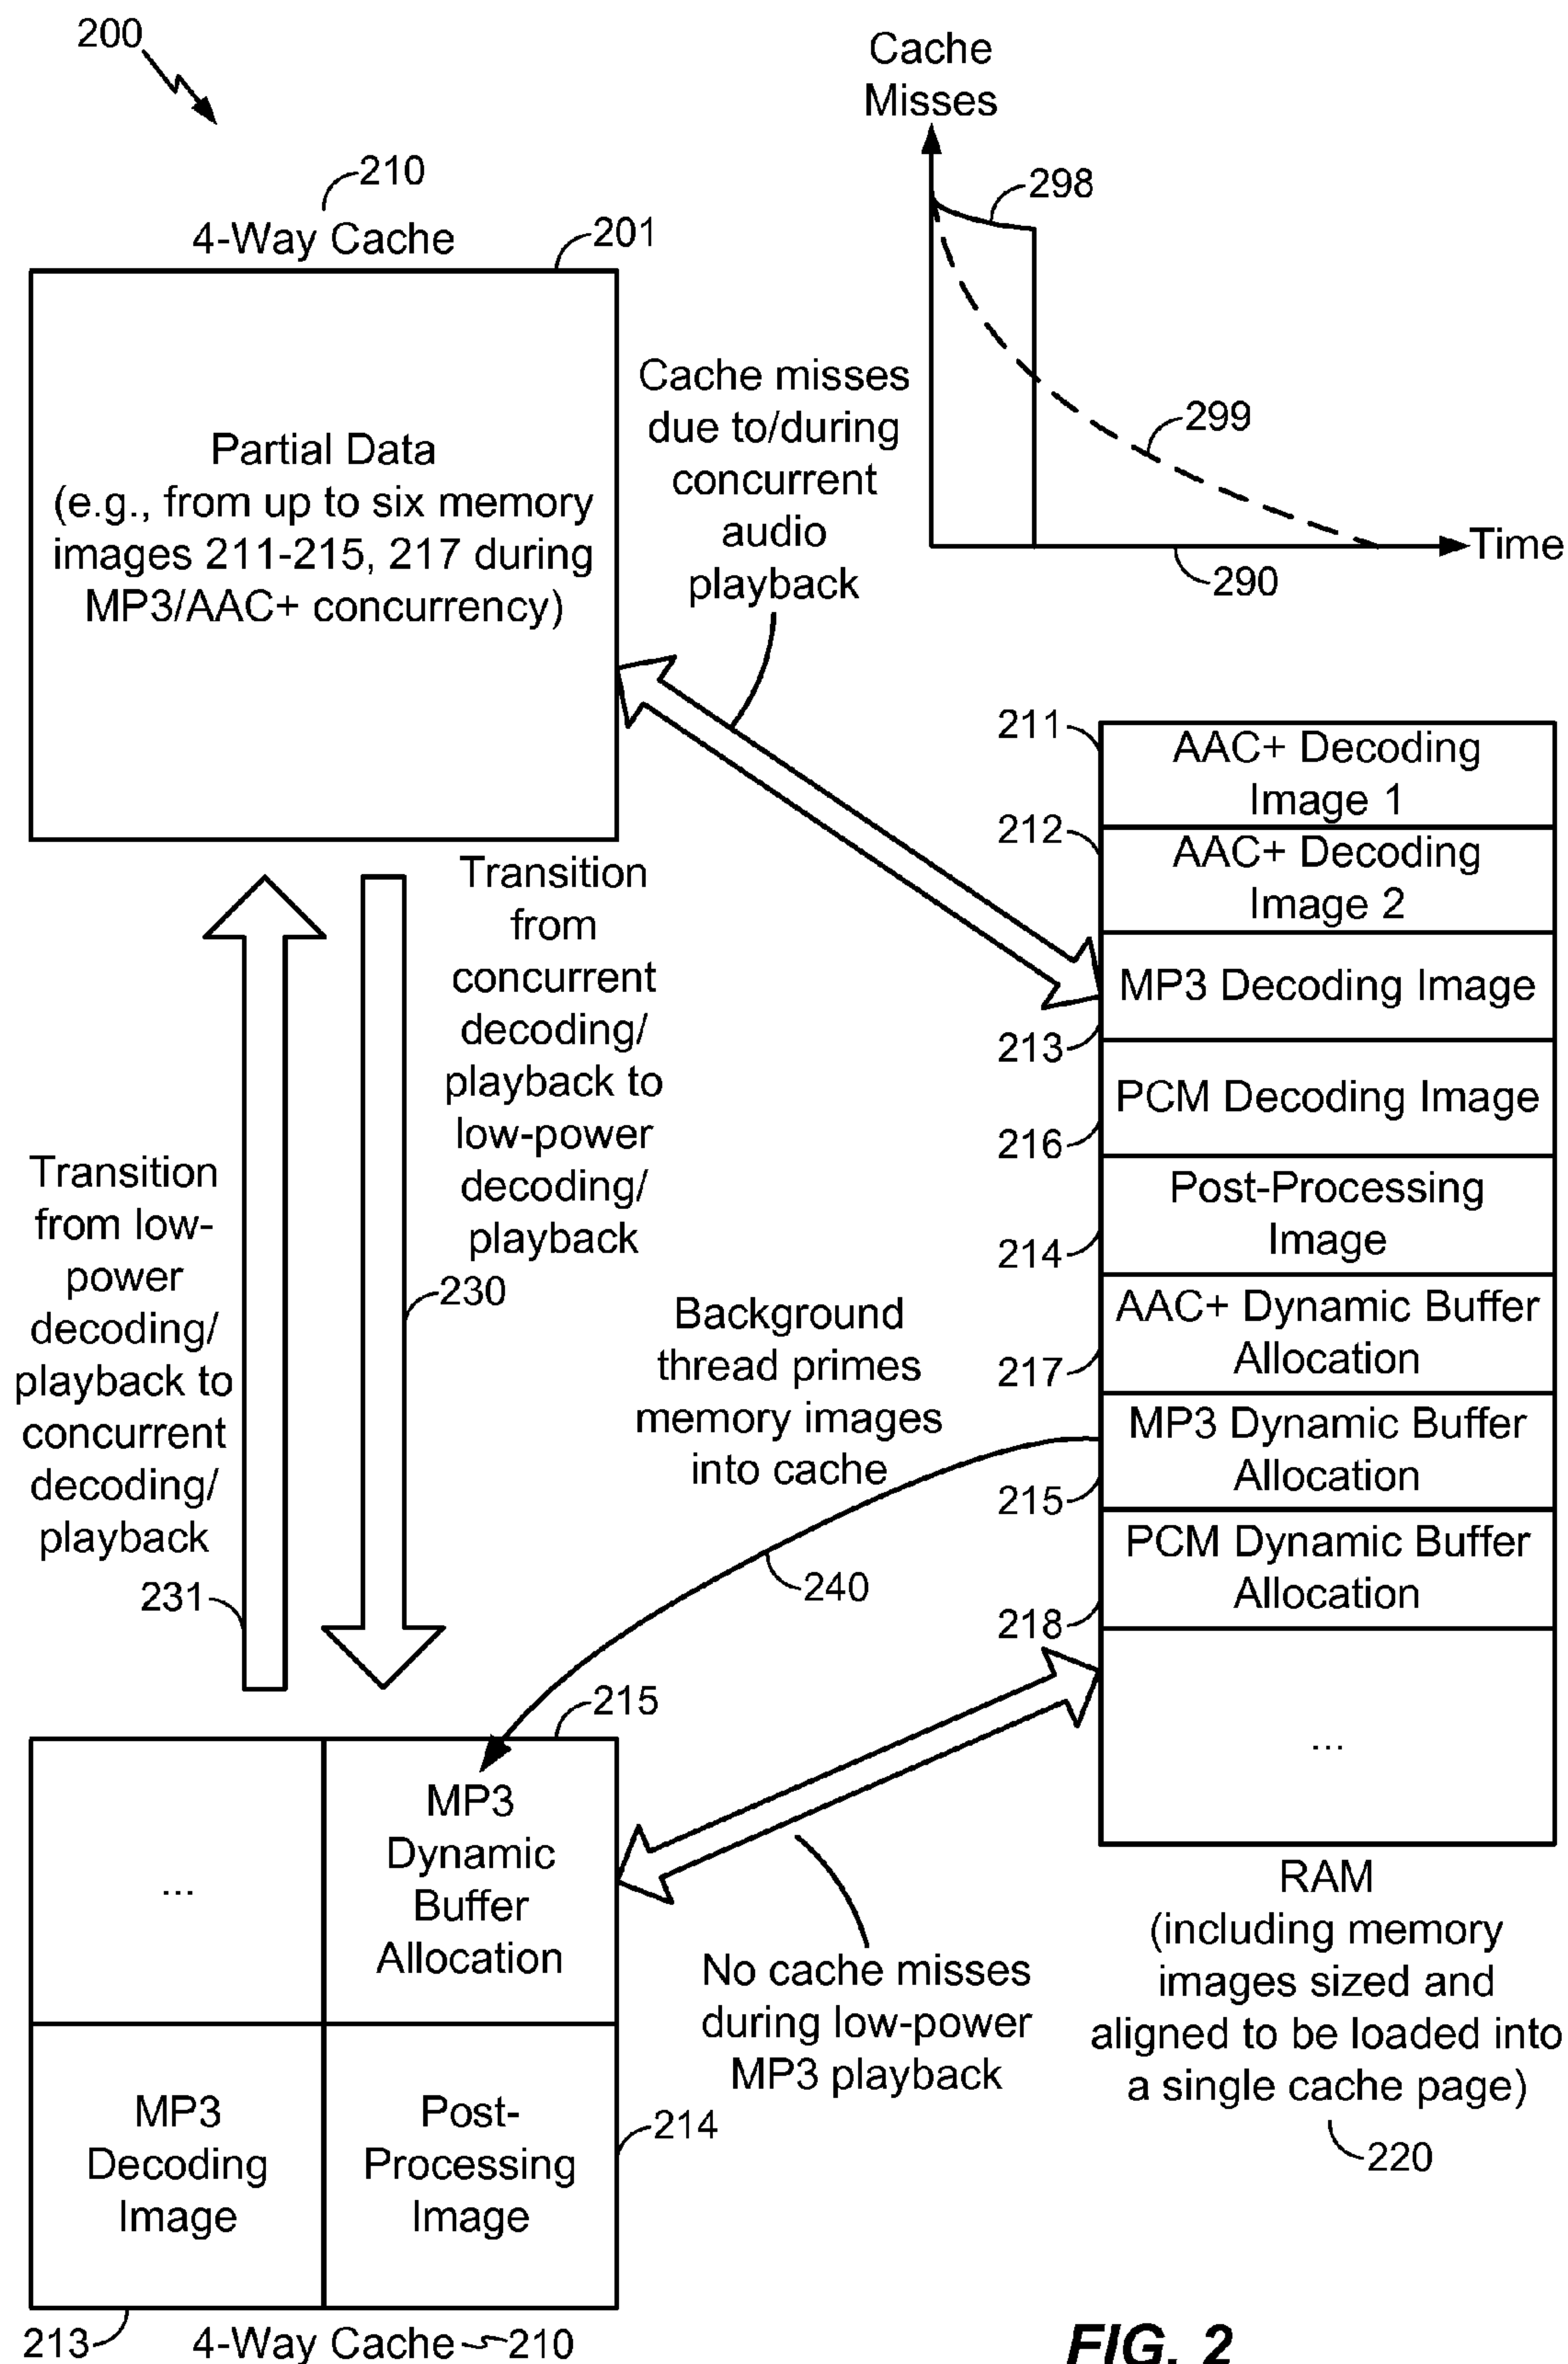 200
Cache
Misses
298
299
Time
290
210
4-Way Cache
201
Partial Data
(e.g., from up to six memory
images 211-215, 217 during
MP3/AAC+ concurrency)
Cache misses
due to/during
concurrent
audio
playback
211
AAC+ Decoding
Image 1
212
AAC+ Decoding
Image 2
MP3 Decoding Image
213
PCM Decoding Image
216
Post-Processing
Image
214
AAC+ Dynamic Buffer
Allocation
217
MP3 Dynamic Buffer
Allocation
215
PCM Dynamic Buffer
Allocation
218
...
RAM
(including memory
images sized and
aligned to be loaded into
a single cache page)
220
Transition
from
concurrent
decoding/
playback to
low-power
decoding/
playback
230
Transition
from low-
power
decoding/
playback to
concurrent
decoding/
playback
231
Background
thread primes
memory images
into cache
240
215
...
MP3
Dynamic
Buffer
Allocation
MP3
Decoding
Image
Post-
Processing
Image
214
No cache misses
during low-power
MP3 playback
213
4-Way Cache
210
FIG. 2